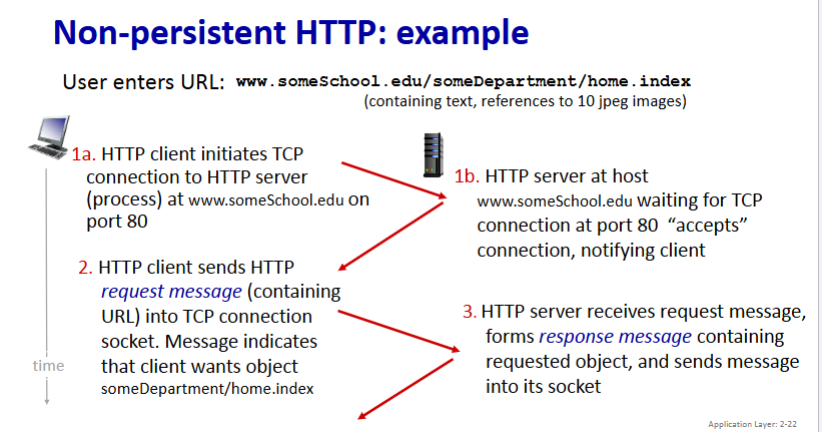 Non-persistent HTTP: example
User enters URL: www.someSchool.edu/someDepartment/home.index
(containing text, references to 10 jpeg images)
1a. HTTP client initiates TCP
connection to HTTP server
(process) at www.someSchool.edu on
port 80
1b. HTTP server at host
www.someSchool.edu waiting for TCP
connection at port 80 “accepts”
connection, notifying client
2. HTTP client sends HTTP
request message (containing
URL) into TCP connection
socket. Message indicates
that client wants object
someDepartment/home.index
3. HTTP server receives request message,
forms response message containing
requested object, and sends message
into its socket
time
Application Layer: 2-22